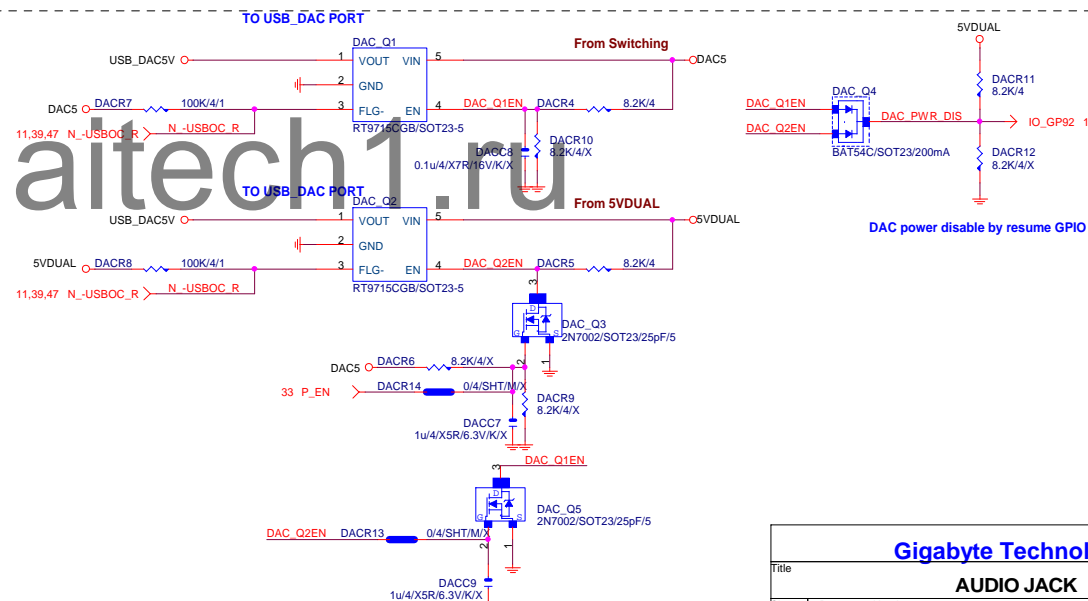 TO USB_DAC PORT
DAC_Q1
From Switching
USB_DAC5V
1 VOUT VIN 5
DAC5
2 GND
DAC5 DACR7 100K/4/1
3 FLG- EN 4
DAC_Q1EN DACR4 8.2K/4
11,39,47 N_-USBOC_R N_-USBOC_R
RT9715CGB/SOT23-5
DACC8
0.1u/4/X7R/16V/K/X
DACR10
8.2K/4/X
aitech1.ru
TO USB_DAC PORT
DAC_Q2
From 5VDUAL
USB_DAC5V
1 VOUT VIN 5
5VDUAL
2 GND
5VDUAL DACR8 100K/4/1
3 FLG- EN 4
DAC_Q2EN DACR5 8.2K/4
11,39,47 N_-USBOC_R N_-USBOC_R
RT9715CGB/SOT23-5
3
D
G S
DAC_Q3
2N7002/SOT23/25pF/5
2 1
DAC5 DACR6 8.2K/4/X
33 P_EN DACR14 0/4/SHT/M/X
DACR9
8.2K/4/X
DACC7
1u/4/X5R/6.3V/K/X
DAC_Q1EN
3
D
G S
DAC_Q5
2N7002/SOT23/25pF/5
DAC_Q2EN DACR13 0/4/SHT/M/X
2 1
DACC9
1u/4/X5R/6.3V/K/X
5VDUAL
DACR11
8.2K/4
DAC_Q4
DAC_Q1EN
DAC_PWR_DIS
IO_GP92 1
DAC_Q2EN
BAT54C/SOT23/200mA
DACR12
8.2K/4/X
DAC power disable by resume GPIO
Gigabyte Technol
Title
AUDIO JACK